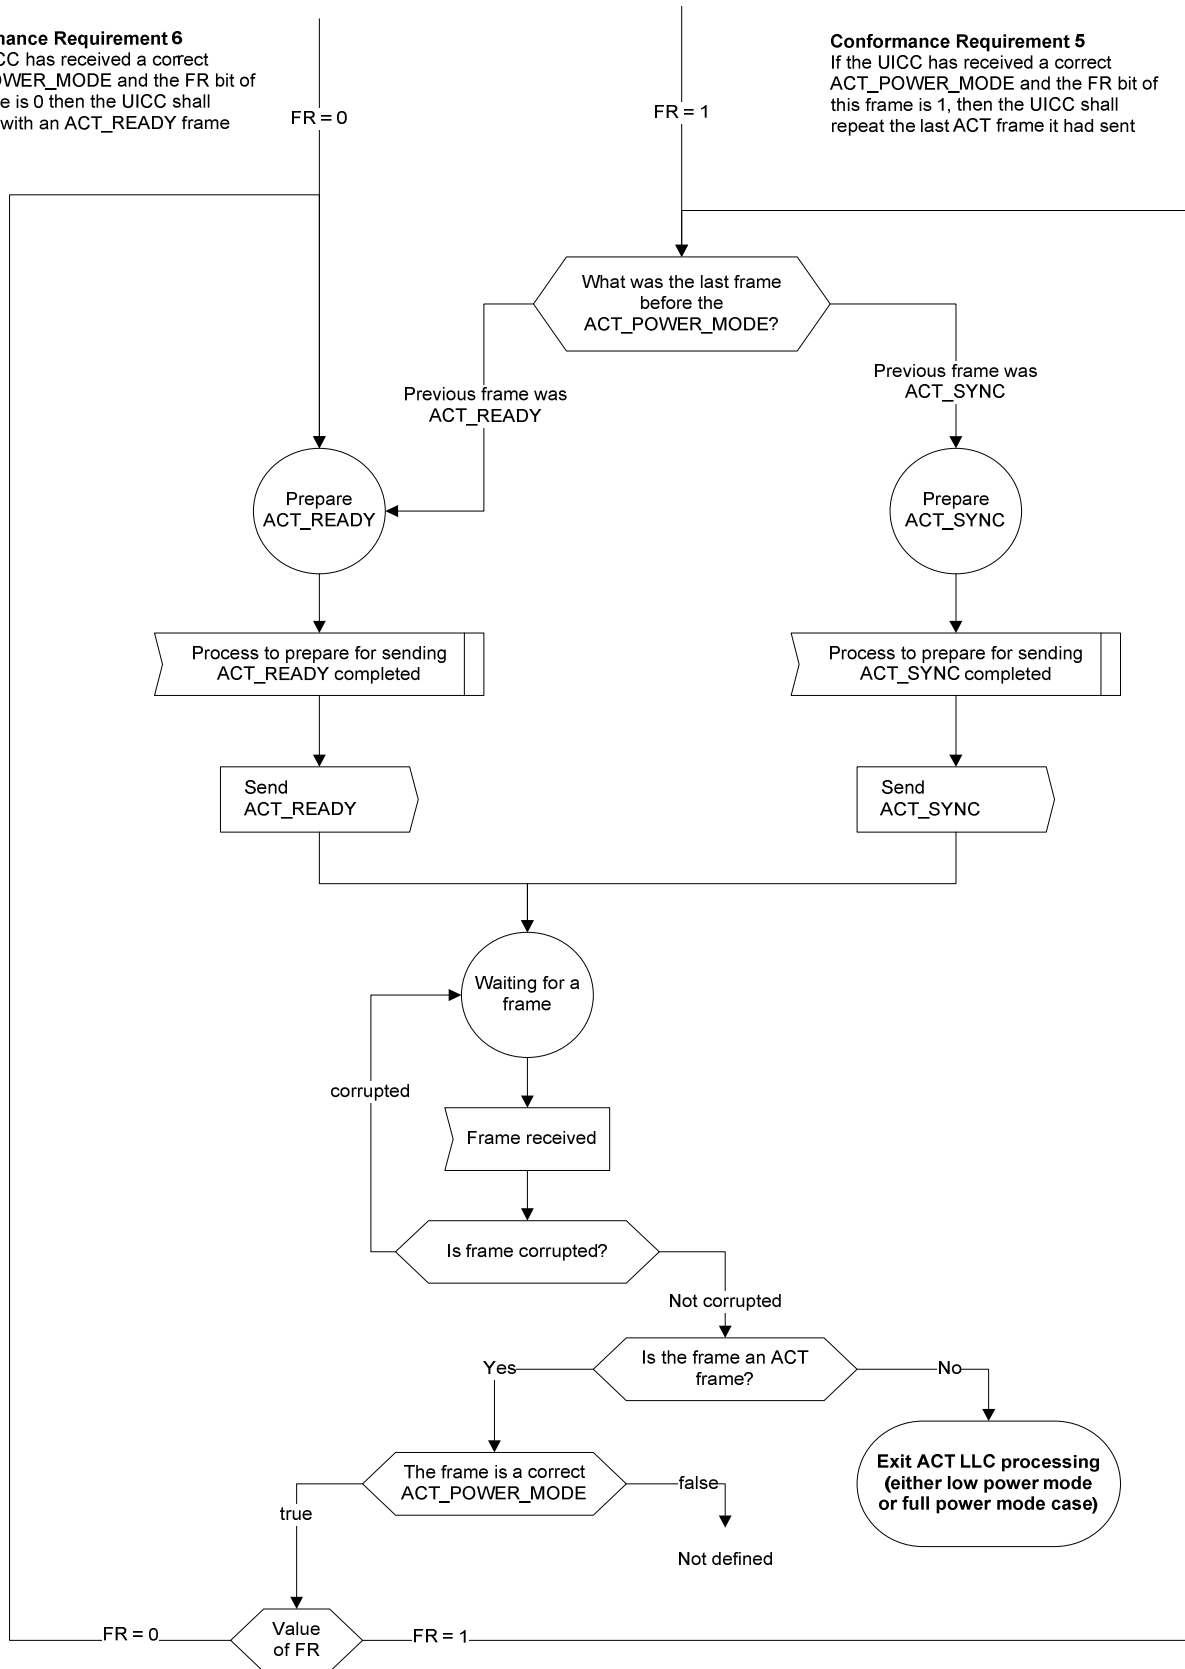 mance Requirement 6
CC has received a correct
OWER_MODE and the FR bit of
e is 0 then the UICC shall
with an ACT_READY frame
FR = 0
FR = 1
Conformance Requirement 5
If the UICC has received a correct
ACT_POWER_MODE and the FR bit of
this frame is 1, then the UICC shall
repeat the last ACT frame it had sent
What was the last frame
before the
ACT_POWER_MODE?
Previous frame was
ACT_READY
Previous frame was
ACT_SYNC
Prepare
ACT_READY
Prepare
ACT_SYNC
Process to prepare for sending
ACT_READY completed
Process to prepare for sending
ACT_SYNC completed
Send
ACT_READY
Send
ACT_SYNC
Waiting for a
frame
corrupted
Frame received
Is frame corrupted?
Not corrupted
Is the frame an ACT
frame?
Yes
No
Exit ACT LLC processing
(either low power mode
or full power mode case)
The frame is a correct
ACT_POWER_MODE
false
true
Not defined
Value
of FR
FR = 0
FR = 1